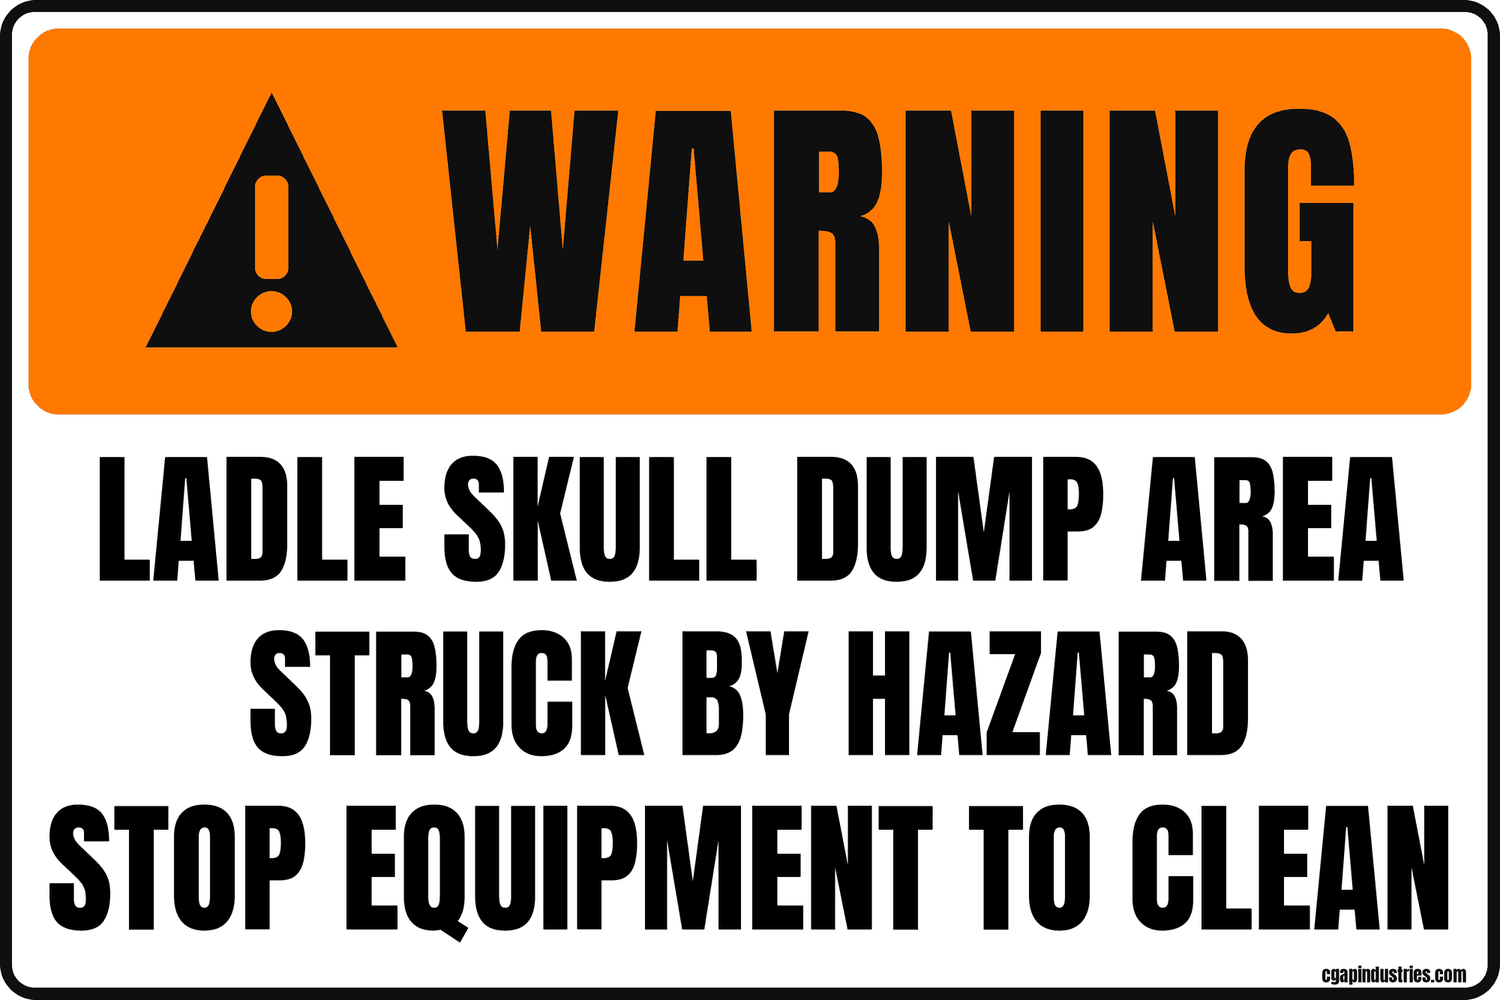 WARNING
LADLE SKULL DUMP AREA
STRUCK BY HAZARD
STOP EQUIPMENT TO CLEAN
cgapindustries.com